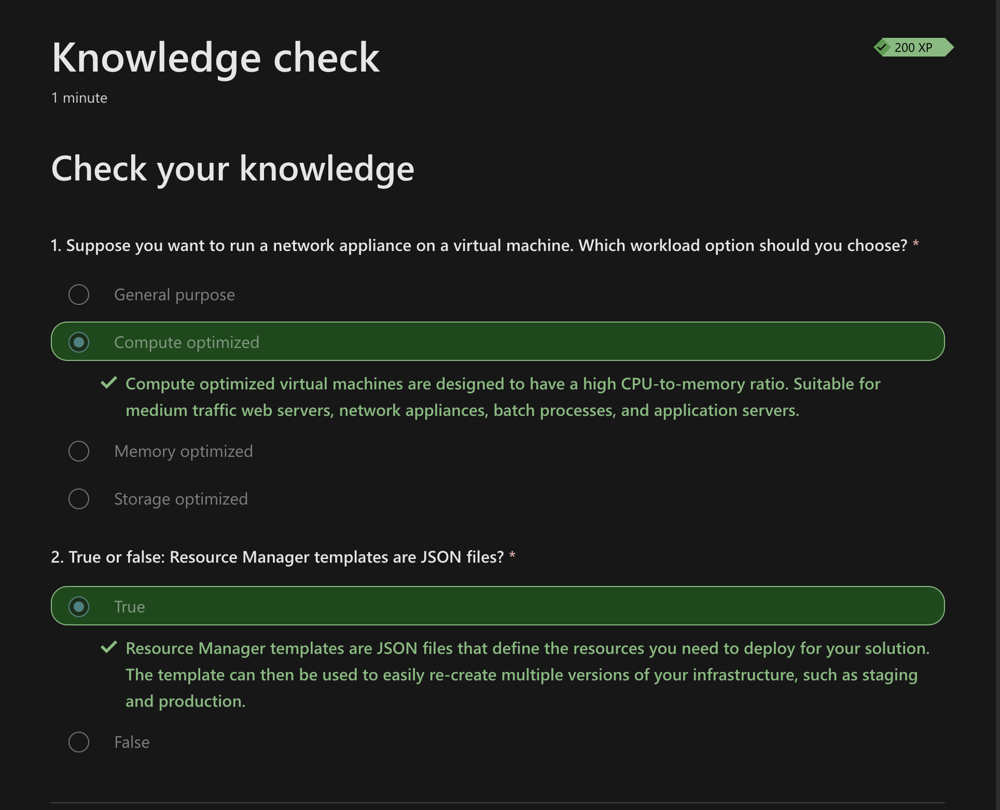 Knowledge check
200 XP
1 minute
Check your knowledge
1. Suppose you want to run a network appliance on a virtual machine. Which workload option should you choose? *
General purpose
Compute optimized
Compute optimized virtual machines are designed to have a high CPU-to-memory ratio. Suitable for
medium traffic web servers, network appliances, batch processes, and application servers.
Memory optimized
Storage optimized
2. True or false: Resource Manager templates are JSON files? *
True
Resource Manager templates are JSON files that define the resources you need to deploy for your solution.
The template can then be used to easily re-create multiple versions of your infrastructure, such as staging
and production.
False